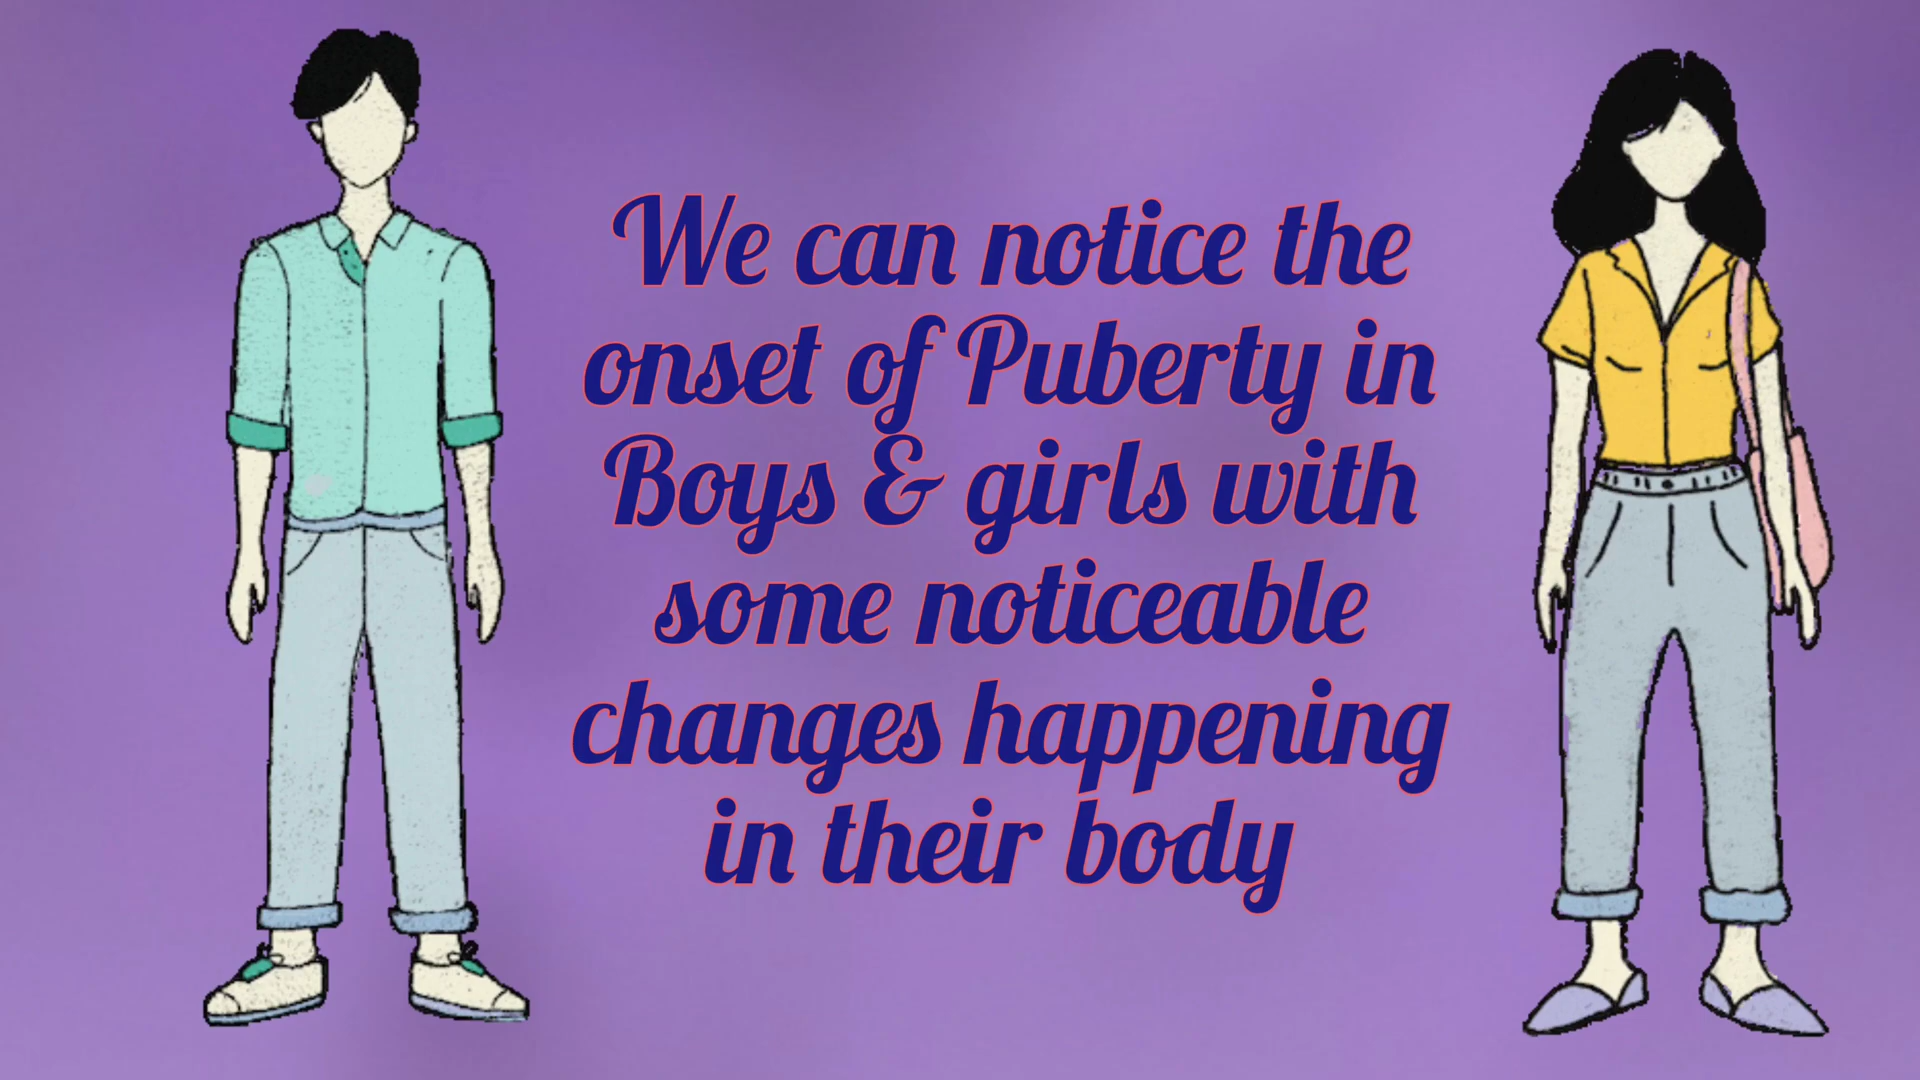 We can notice the
onset of Puberty in
Boys & girls with
some noticeable
changes happening
in their body